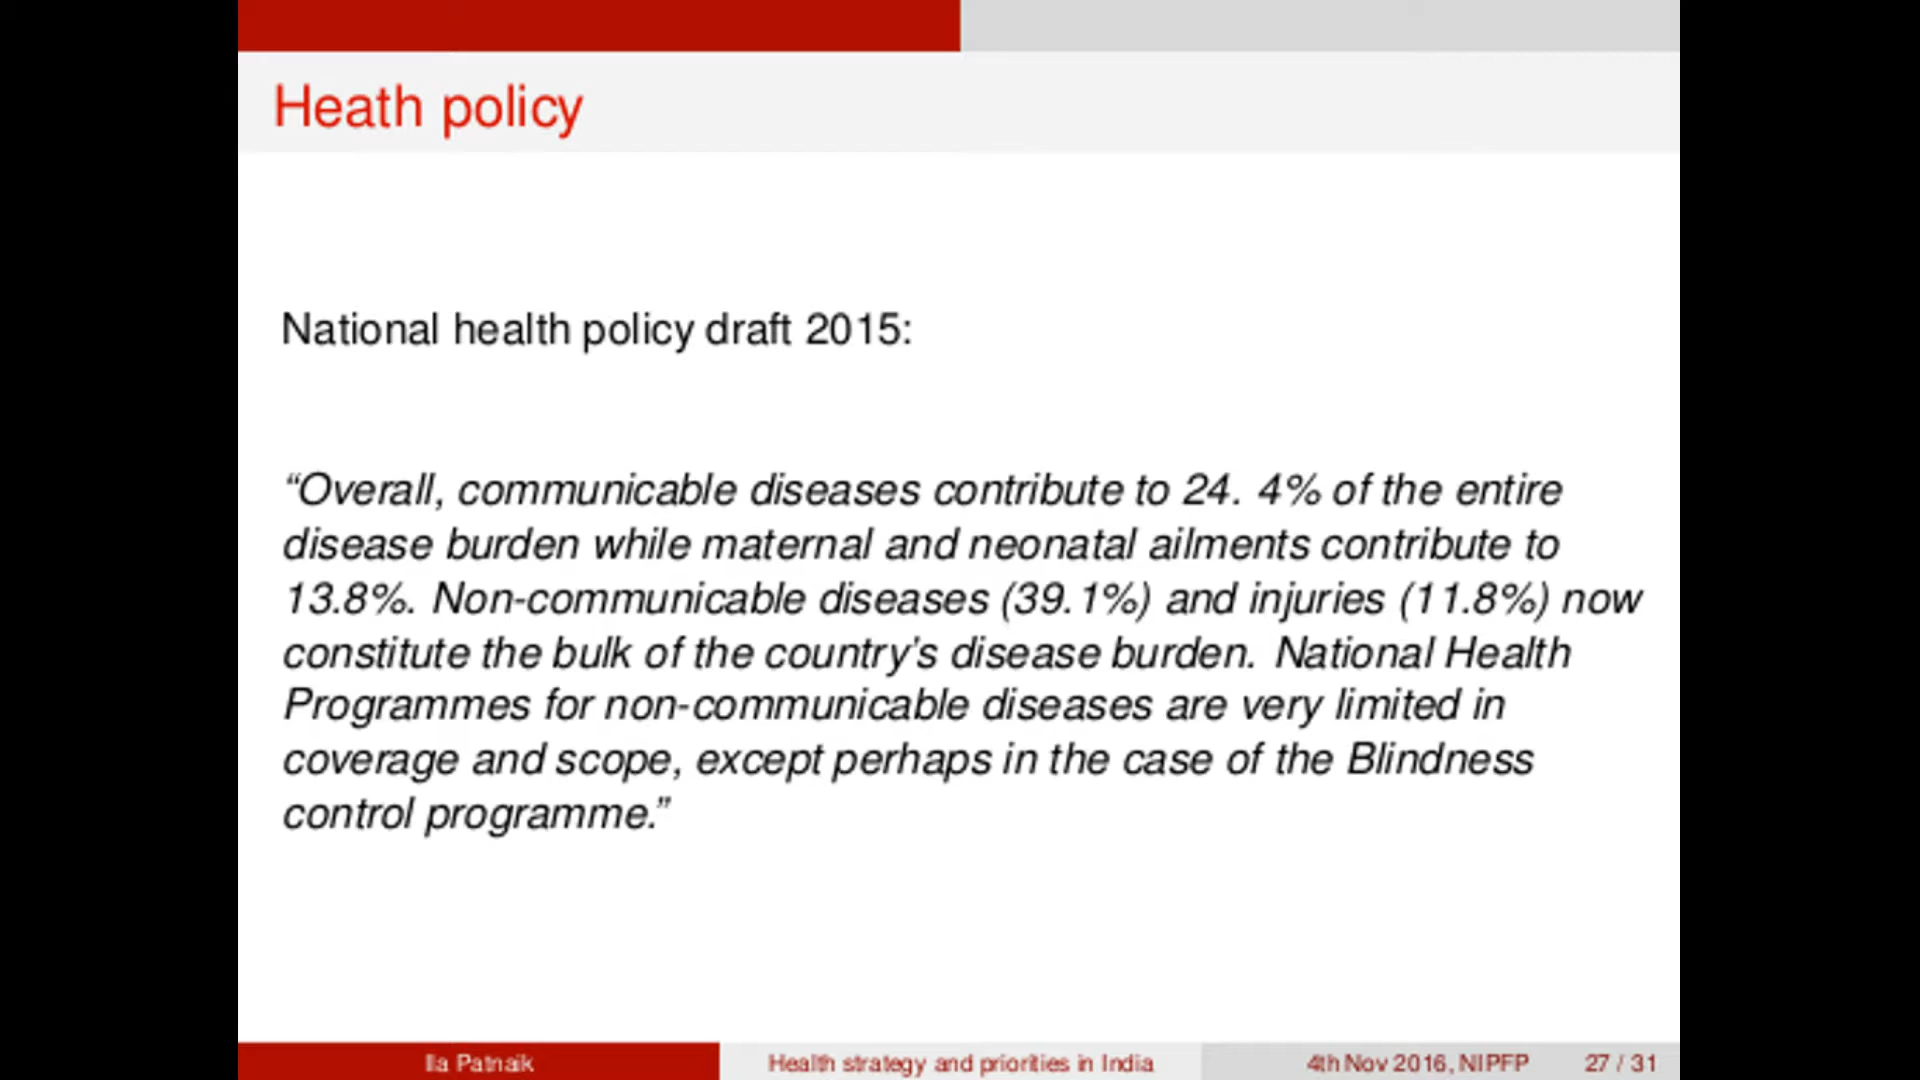 Heath policy
National health policy draft 2015:
“Overall, communicable diseases contribute to 24. 4% of the entire
disease burden while maternal and neonatal ailments contribute to
13.8%. Non-communicable diseases (39.1%) and injuries (11.8%) now
constitute the bulk of the country's disease burden. National Health
Programmes for non-communicable diseases are very limited in
coverage and scope, except perhaps in the case of the Blindness
control programme.”
Ila Patnaik Health strategy and priorities in India 4th Nov 2016, NIPFP 27 / 31